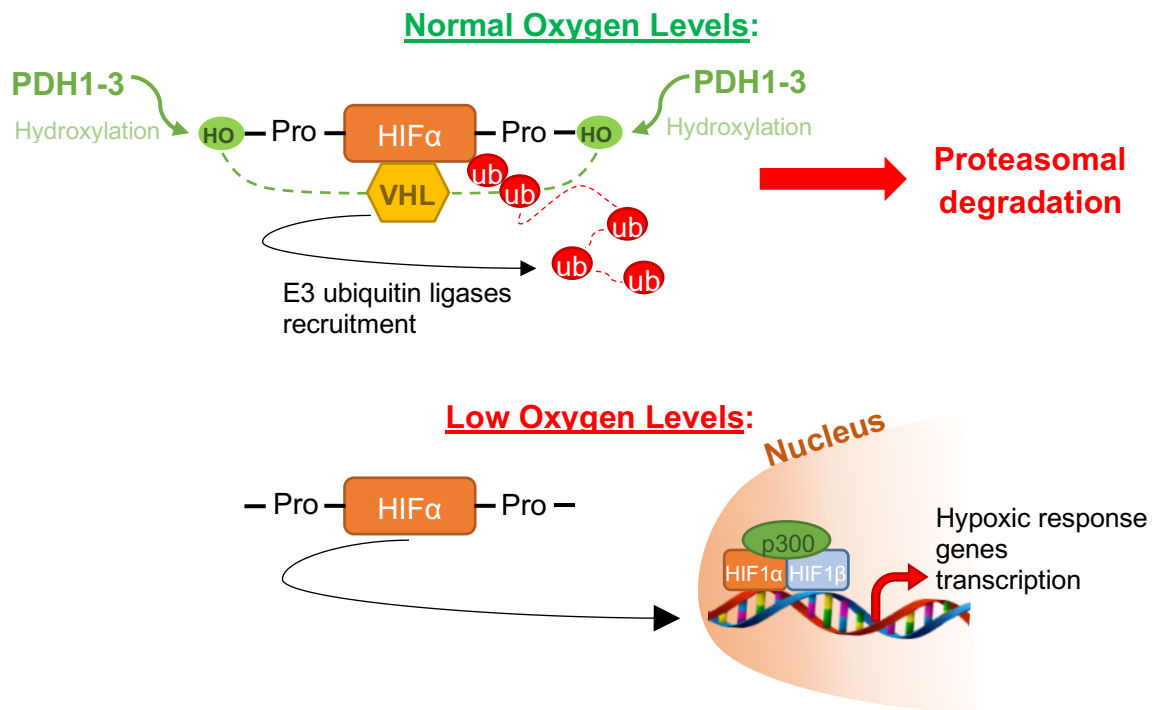 Normal Oxygen Levels:
PDH1-3
PDH1-3
Hydroxylation
Hydroxylation
HO
Pro
HIFα
Pro
HO
ub
ub
VHL
ub
ub
ub
E3 ubiquitin ligases
recruitment
Proteasomal
degradation
Low Oxygen Levels:
Pro
HIFα
Pro
Nucleus
p300
HIF1α
HIF1β
Hypoxic response
genes
transcription